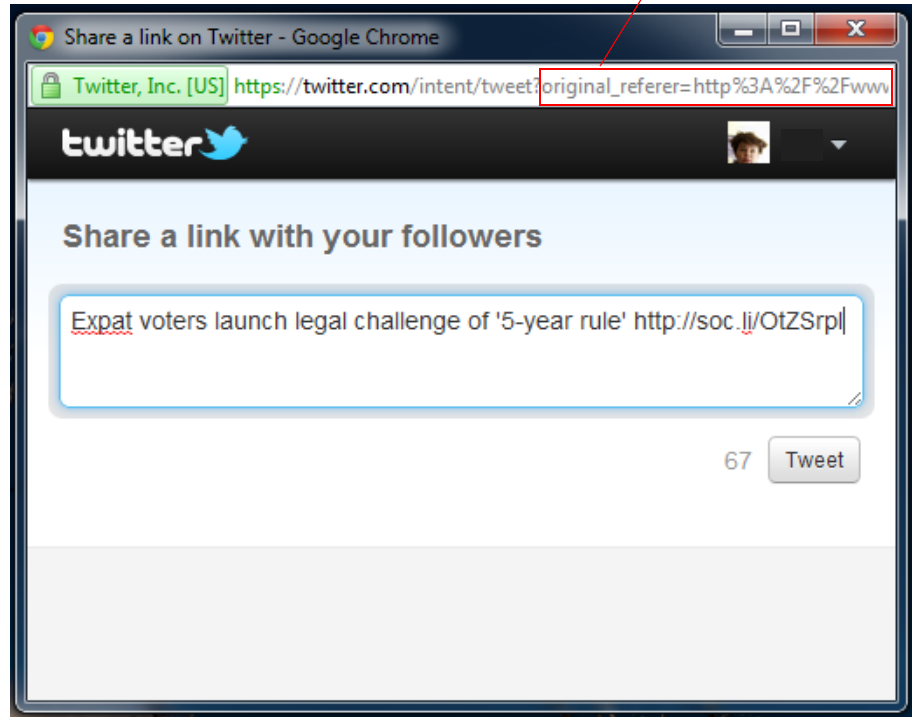 Share a link on Twitter - Google Chrome
Twitter, Inc. [US] https://twitter.com/intent/tweet?original_referer=http%3A%2F%2Fwww
twitter
Share a link with your followers
Expat voters launch legal challenge of '5-year rule' http://soc.li/OtZSrpl
67 Tweet